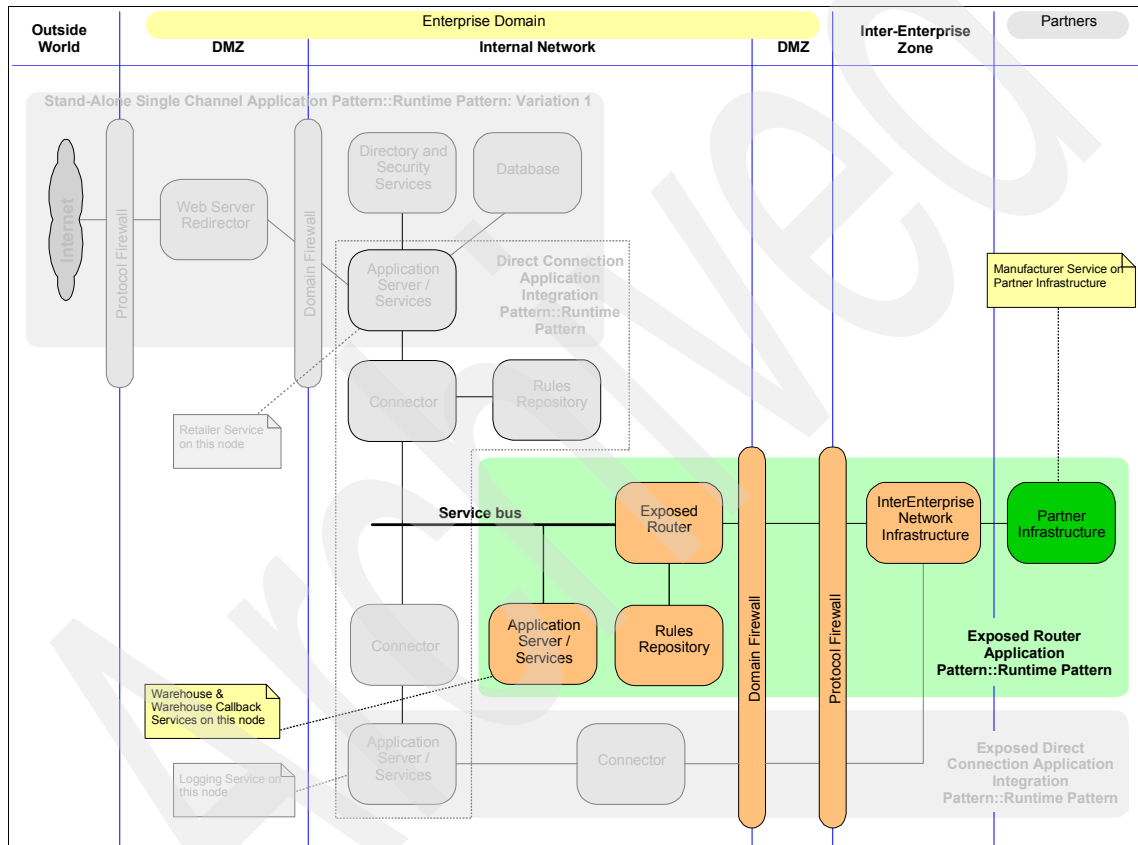 Enterprise Domain
Partners
Outside
World
DMZ
Internal Network
DMZ
Inter-Enterprise
Zone
Stand-Alone Single Channel Application Pattern::Runtime Pattern: Variation 1
Internet
Protocol Firewall
Web Server
Redirector
Domain Firewall
Directory and
Security
Services
Database
Application
Server /
Services
Direct Connection
Application
Integration
Pattern::Runtime
Pattern
Manufacturer Service on
Partner Infrastructure
Connector
Rules
Repository
Retailer Service
on this node
Service bus
Exposed
Router
InterEnterprise
Network
Infrastructure
Partner
Infrastructure
Connector
Application
Server /
Services
Rules
Repository
Domain Firewall
Protocol Firewall
Exposed Router
Application
Pattern::Runtime Pattern
Warehouse &
Warehouse Callback
Services on this node
Application
Server /
Services
Connector
Logging Service on
this node
Exposed Direct
Connection Application
Integration
Pattern::Runtime Pattern
Archived